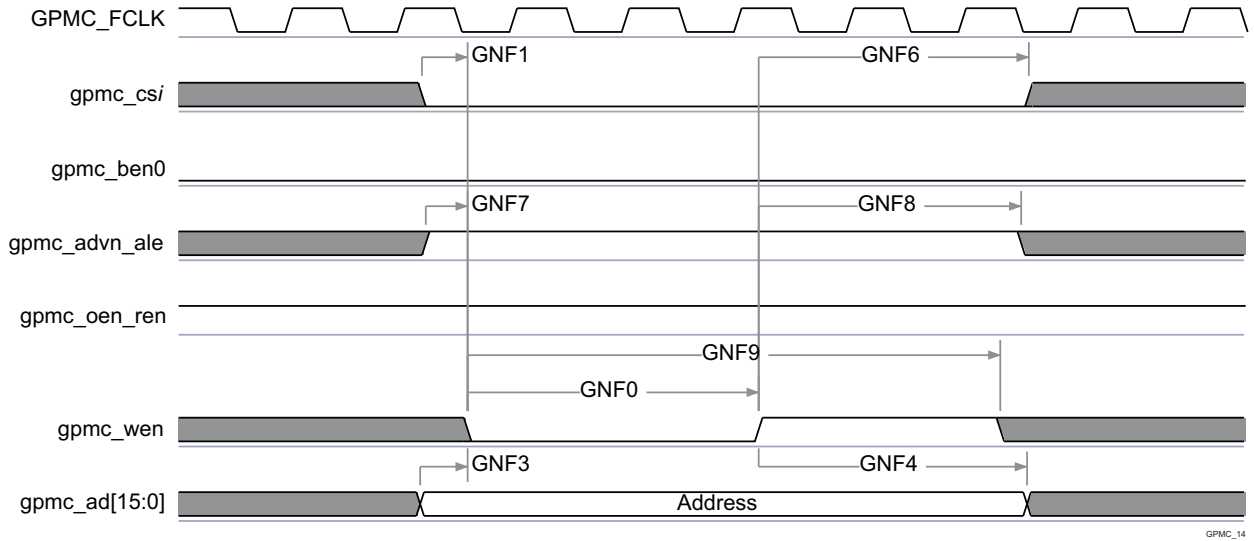 GPMC_FCLK
GNF1
GNF6
gpmc_csi
gpmc_ben0
GNF7
GNF8
gpmc_advn_ale
gpmc_oen_ren
GNF9
GNF0
gpmc_wen
GNF3
GNF4
gpmc_ad[15:0]
Address
GPMC_14